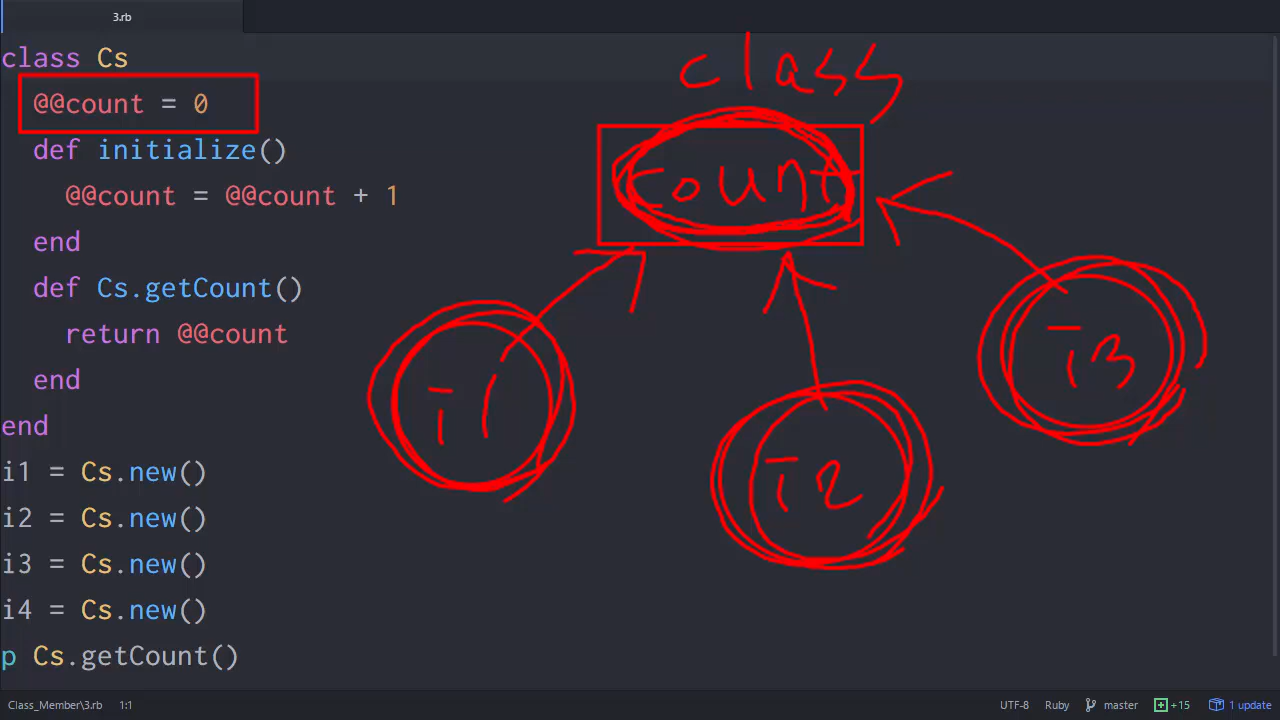 3.rb
class Cs
@@count = 0
def initialize()
@@count = @@count + 1
end
def Cs.getCount()
return @@count
end
end
i1 = Cs.new()
i2 = Cs.new()
i3 = Cs.new()
i4 = Cs.new()
p Cs.getCount()
class
count
i1
i2
i3
Class_Member\3.rb 1:1 UTF-8 Ruby master +15 1 update